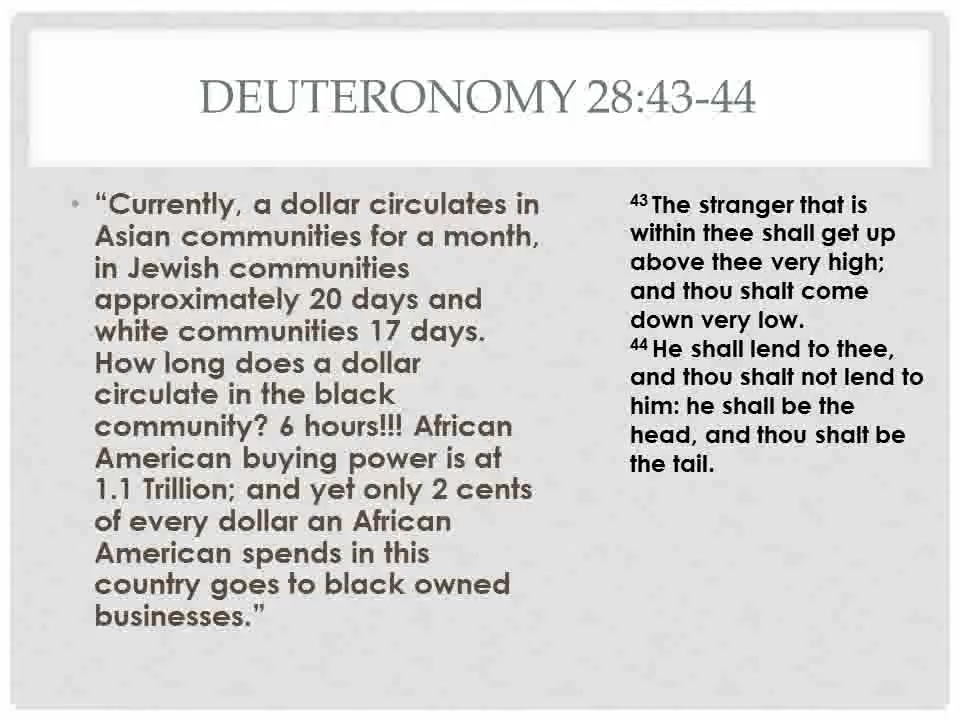 DEUTERONOMY 28:43-44
• “Currently, a dollar circulates in
Asian communities for a month,
in Jewish communities
approximately 20 days and
white communities 17 days.
How long does a dollar
circulate in the black
community? 6 hours!!! African
American buying power is at
1.1 Trillion; and yet only 2 cents
of every dollar an African
American spends in this
country goes to black owned
businesses.”
43 The stranger that is
within thee shall get up
above thee very high;
and thou shalt come
down very low.
44 He shall lend to thee,
and thou shalt not lend to
him: he shall be the
head, and thou shalt be
the tail.